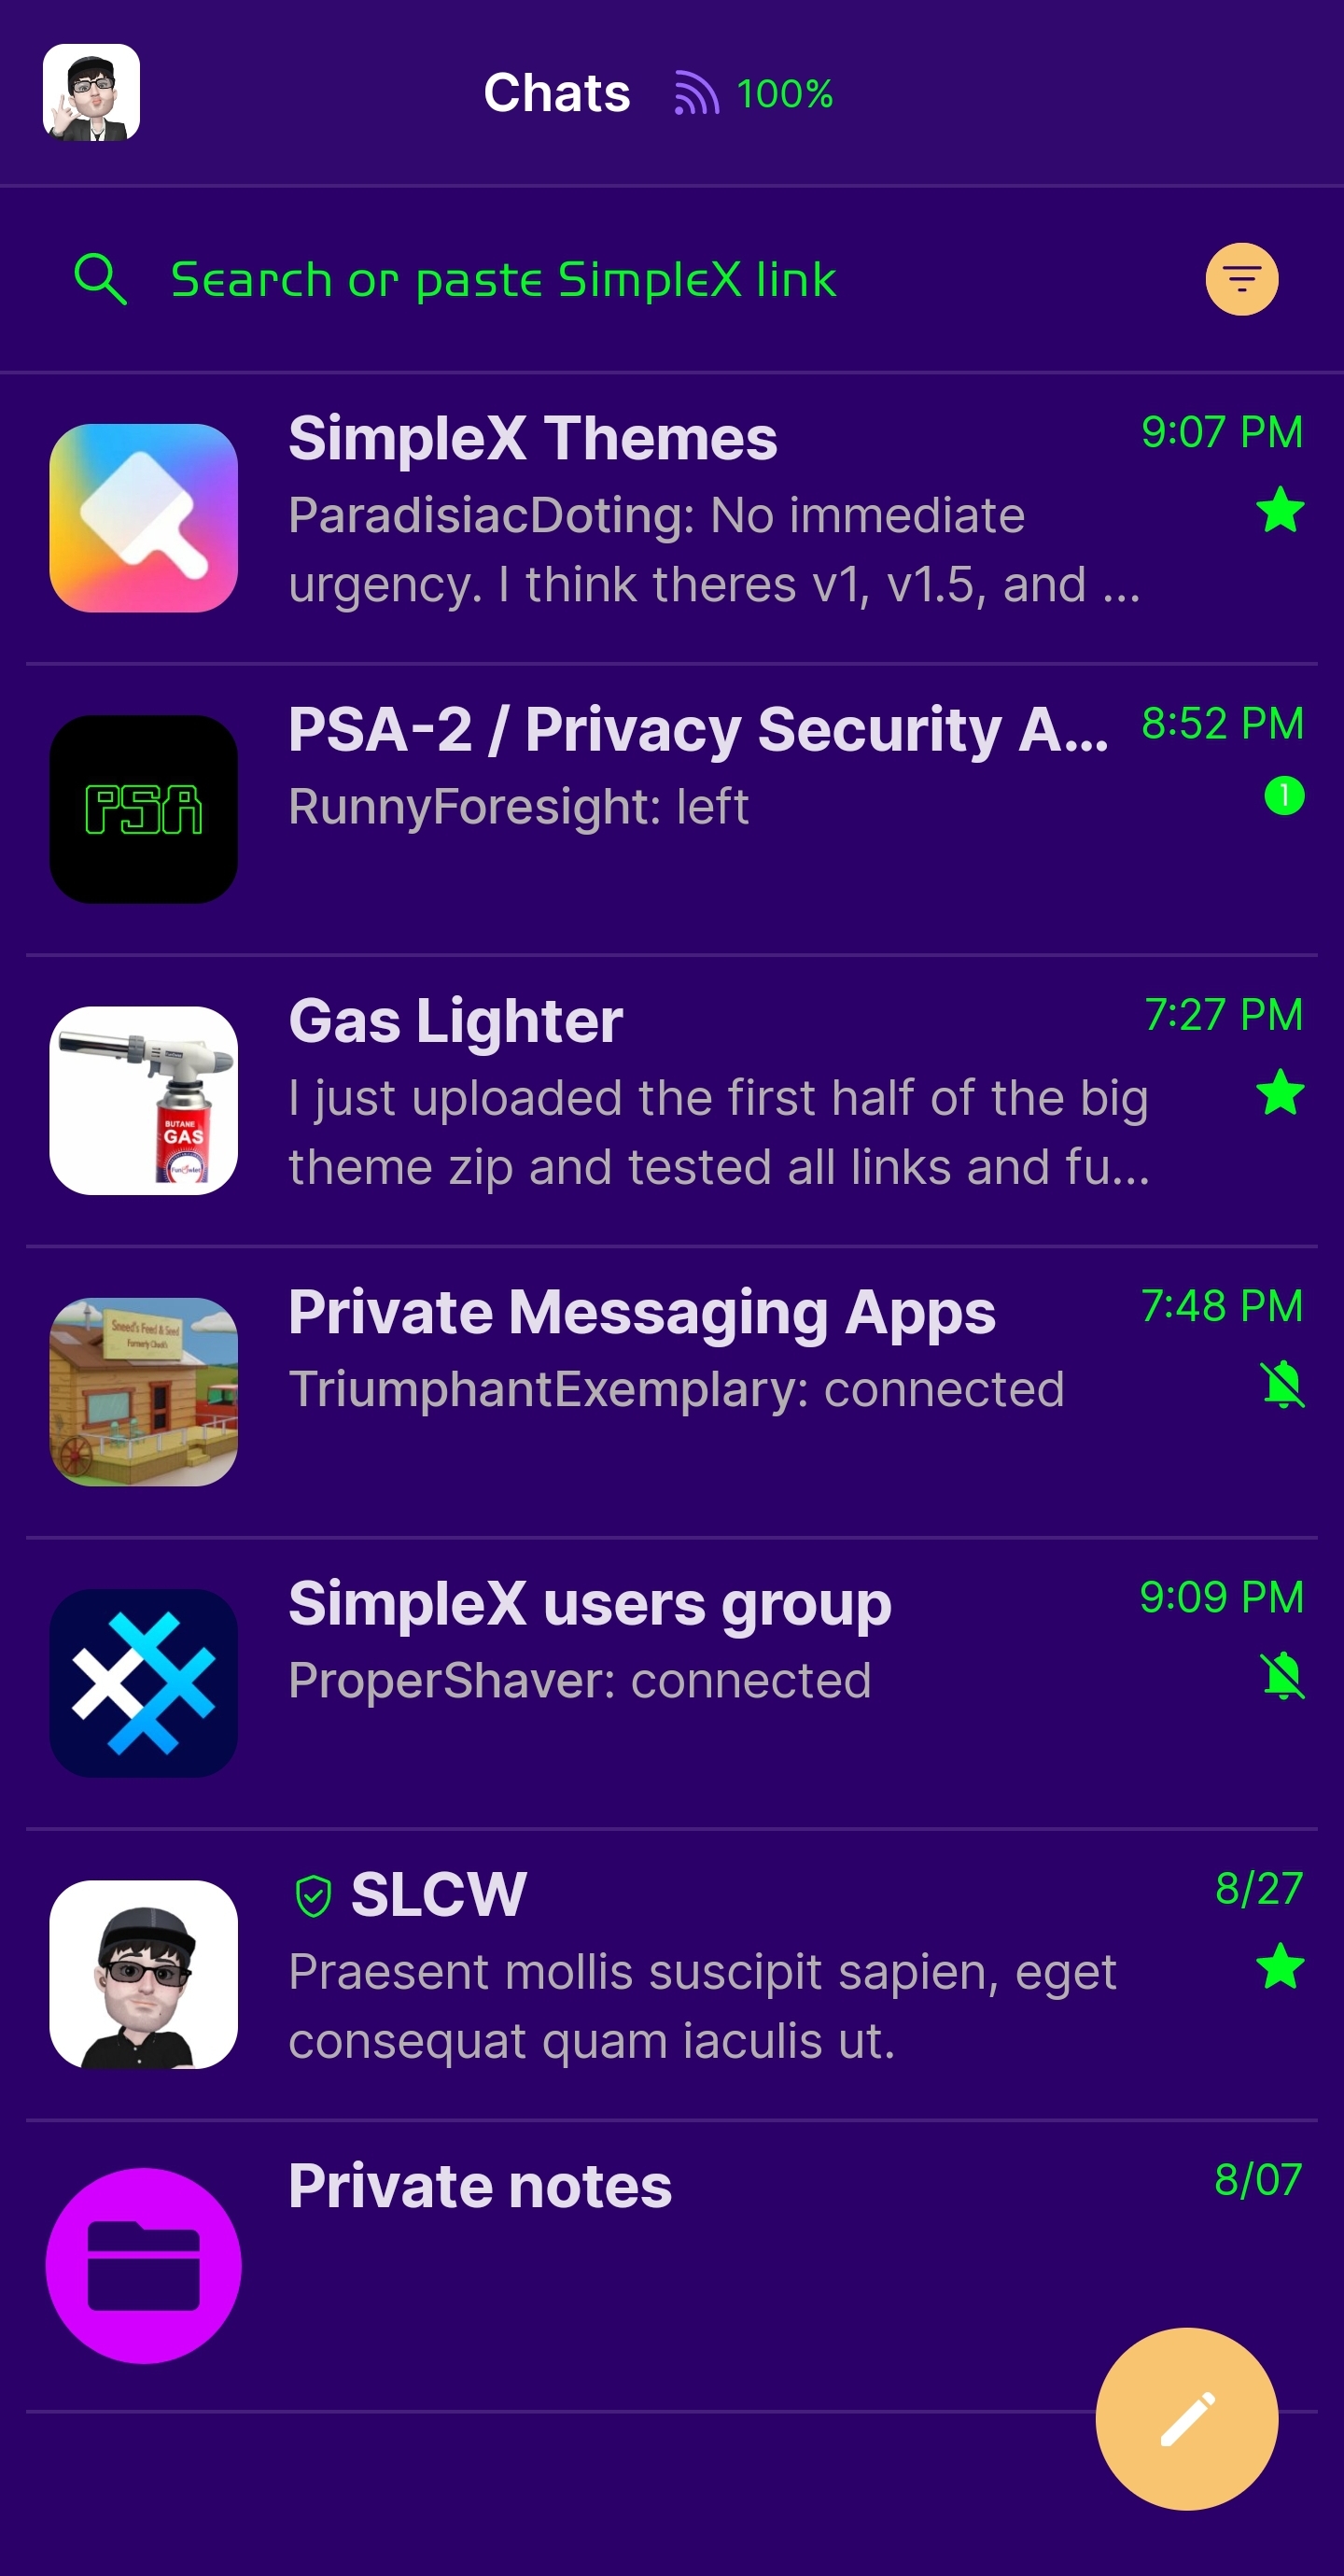 Chats 100%
Search or paste SimpleX link
SimpleX Themes 9:07 PM
ParadisiacDoting: No immediate
urgency. I think theres v1, v1.5, and ...
PSA-2 / Privacy Security A... 8:52 PM
PSA
RunnyForesight: left 1
Gas Lighter 7:27 PM
I just uploaded the first half of the big
theme zip and tested all links and fu...
BUTANE
GAS
Private Messaging Apps 7:48 PM
Sneed's Feed & Seed
Formerly Chuck's
TriumphantExemplary: connected
SimpleX users group 9:09 PM
ProperShaver: connected
SLCW 8/27
Praesent mollis suscipit sapien, eget
consequat quam iaculis ut.
Private notes 8/07